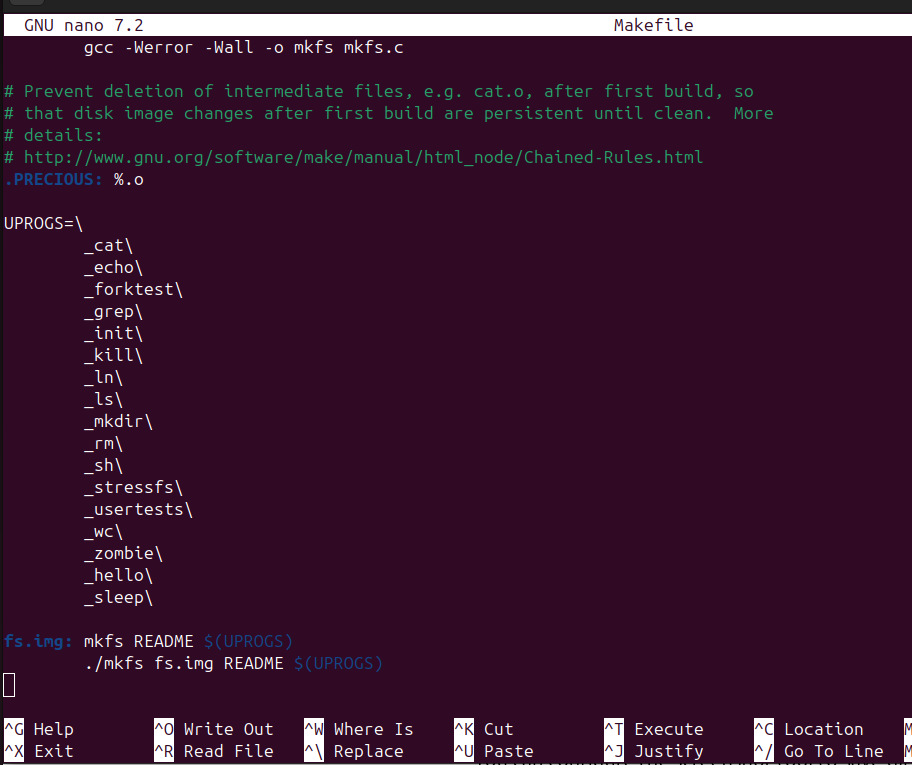 GNU nano 7.2 Makefile
gcc -Werror -Wall -o mkfs mkfs.c
# Prevent deletion of intermediate files, e.g. cat.o, after first build, so
# that disk image changes after first build are persistent until clean.  More
# details:
# http://www.gnu.org/software/make/manual/html_node/Chained-Rules.html
.PRECIOUS: %.o
UPROGS=\
_cat\
_echo\
_forktest\
_grep\
_init\
_kill\
_ln\
_ls\
_mkdir\
_rm\
_sh\
_stressfs\
_usertests\
_wc\
_zombie\
_hello\
_sleep\
fs.img: mkfs README $(UPROGS)
./mkfs fs.img README $(UPROGS)
^G Help ^O Write Out ^W Where Is ^K Cut ^T Execute ^C Location
^X Exit ^R Read File ^\ Replace ^U Paste ^J Justify ^/ Go To Line